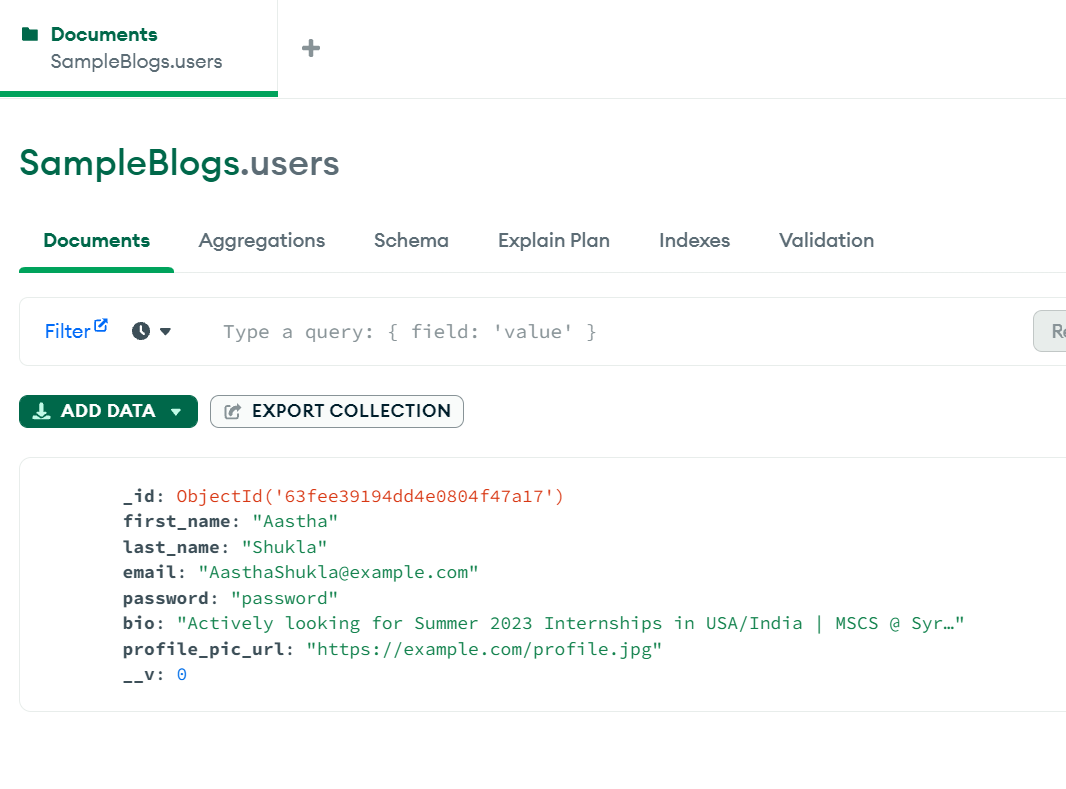 Documents
SampleBlogs.users
SampleBlogs.users
Documents Aggregations Schema Explain Plan Indexes Validation
Filter Type a query: { field: 'value' } Re
ADD DATA EXPORT COLLECTION
_id: ObjectId('63fee39194dd4e0804f47a17')
first_name: "Aastha"
last_name: "Shukla"
email: "AasthaShukla@example.com"
password: "password"
bio: "Actively looking for Summer 2023 Internships in USA/India | MSCS @ Syr…"
profile_pic_url: "https://example.com/profile.jpg"
__v: 0